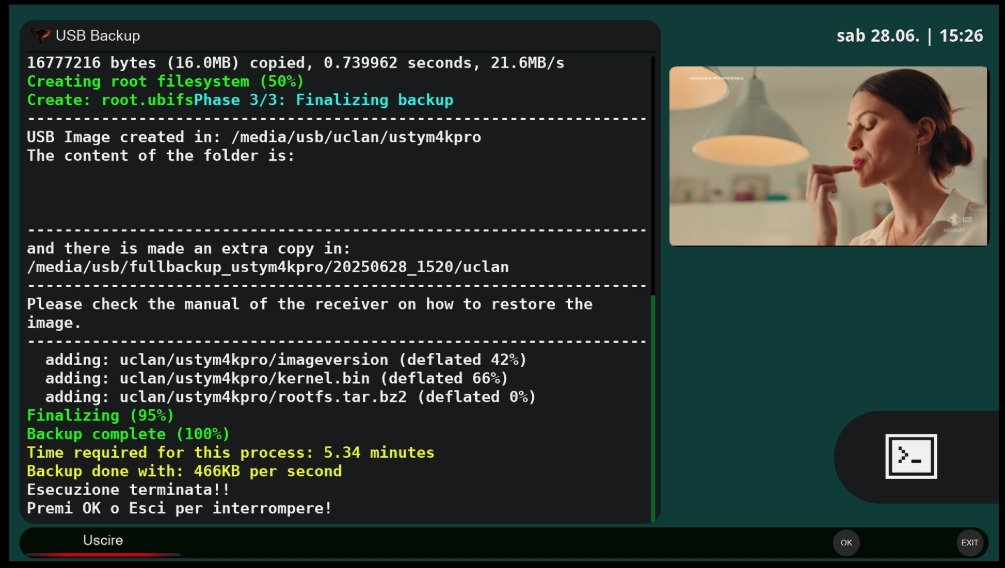 USB Backup
sab 28.06. | 15:26
16777216 bytes (16.0MB) copied, 0.739962 seconds, 21.6MB/s
Creating root filesystem (50%)
Create: root.ubifsPhase 3/3: Finalizing backup
-------------------------------------------------------------------
USB Image created in: /media/usb/uclan/ustym4kpro
The content of the folder is:
-------------------------------------------------------------------
and there is made an extra copy in:
/media/usb/fullbackup_ustym4kpro/20250628_1520/uclan
-------------------------------------------------------------------
Please check the manual of the receiver on how to restore the
image.
-------------------------------------------------------------------
adding: uclan/ustym4kpro/imageversion (deflated 42%)
adding: uclan/ustym4kpro/kernel.bin (deflated 66%)
adding: uclan/ustym4kpro/rootfs.tar.bz2 (deflated 0%)
Finalizing (95%)
Backup complete (100%)
Time required for this process: 5.34 minutes
Backup done with: 466KB per second
Esecuzione terminata!!
Premi OK o Esci per interrompere!
Uscire
OK
EXIT